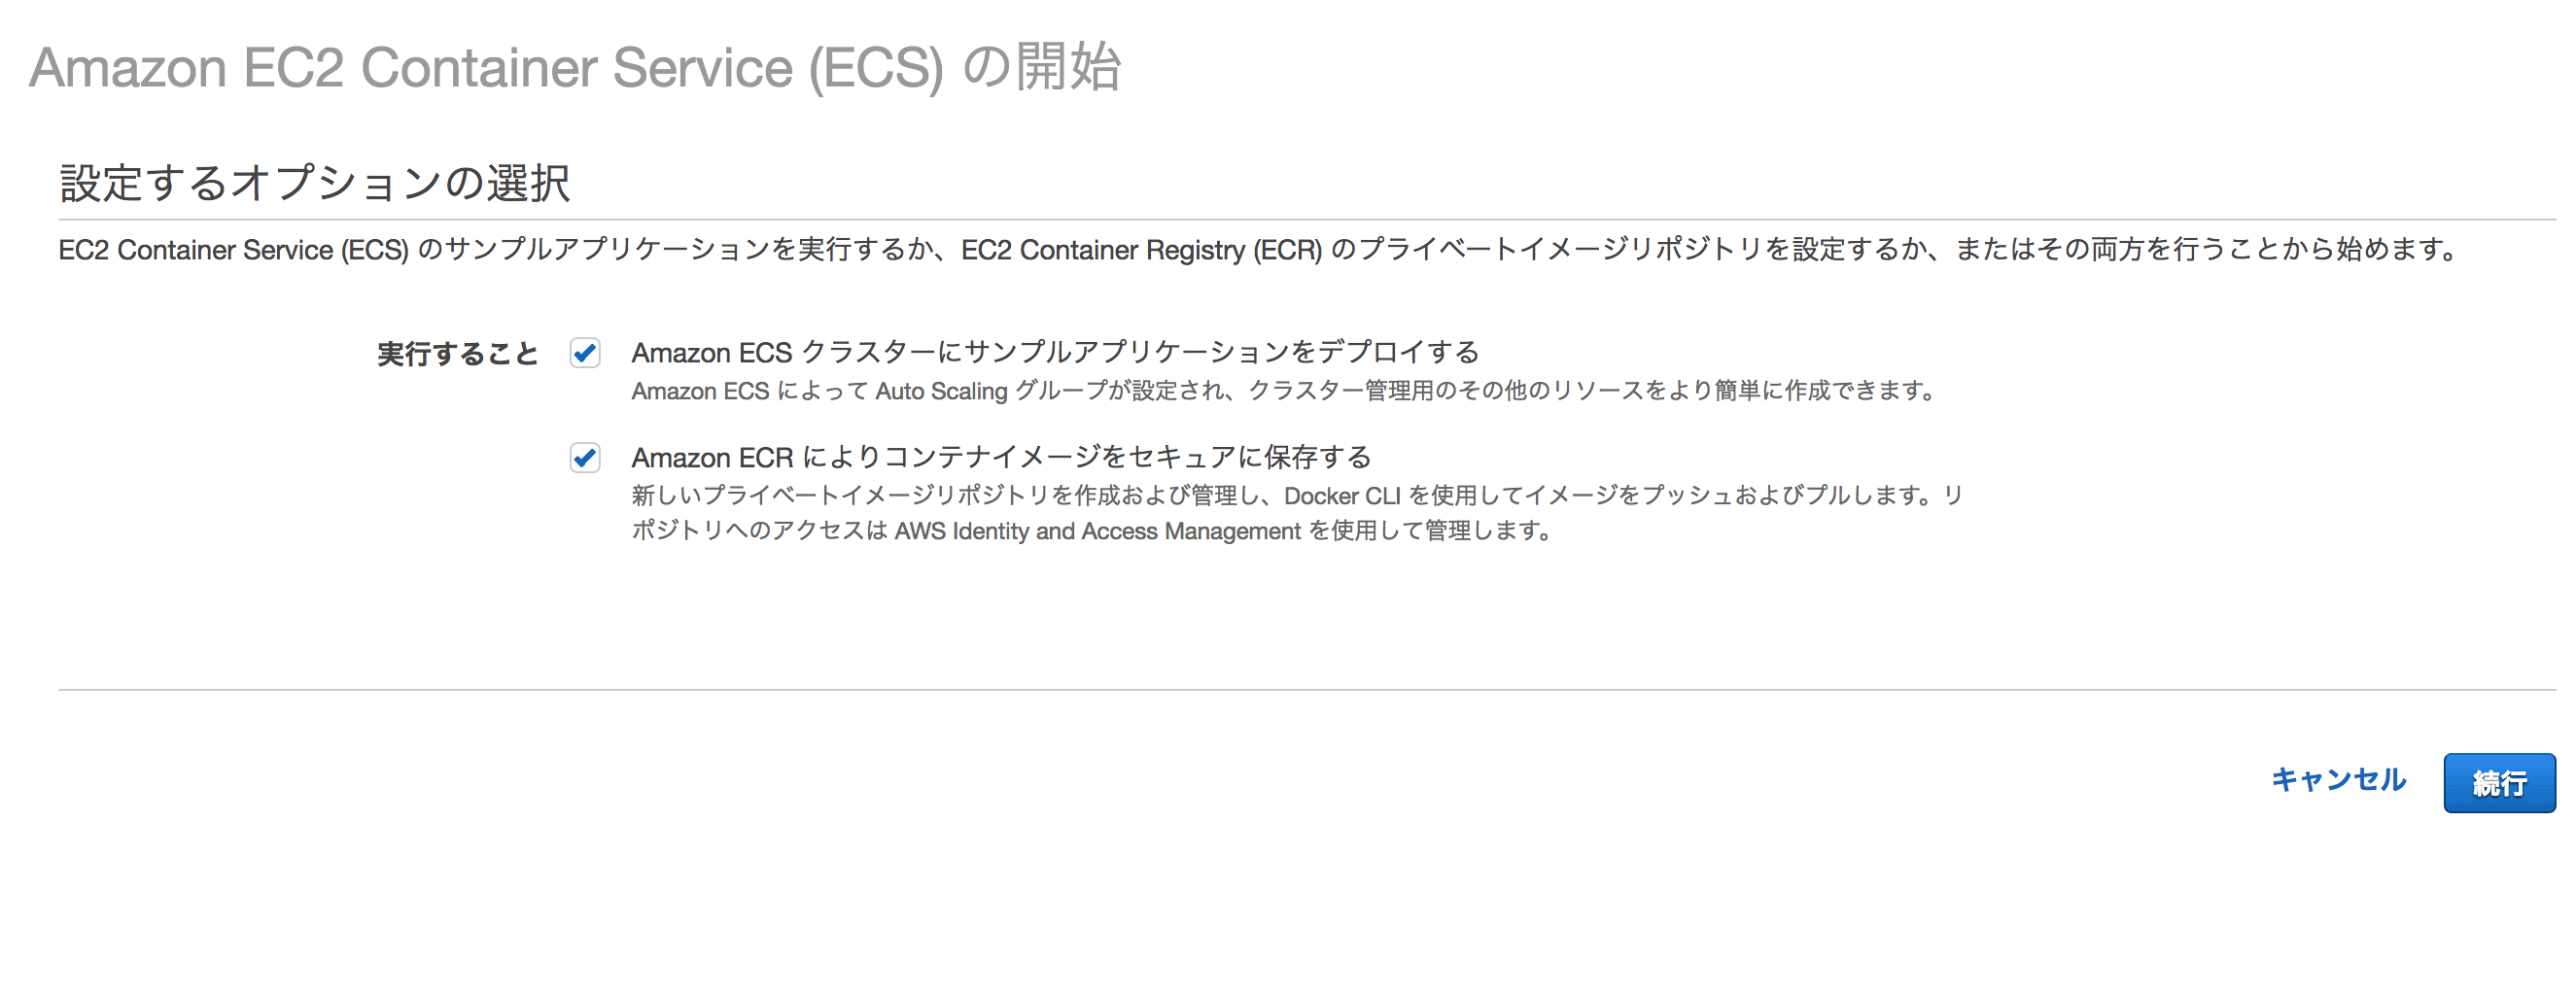 Amazon EC2 Container Service (ECS) の開始
設定するオプションの選択
EC2 Container Service (ECS) のサンプルアプリケーションを実行するか、EC2 Container Registry (ECR) のプライベートイメージリポジトリを設定するか、またはその両方を行うことから始めます。
実行すること Amazon ECS クラスターにサンプルアプリケーションをデプロイする
Amazon ECS によって Auto Scaling グループが設定され、クラスター管理用のその他のリソースをより簡単に作成できます。
Amazon ECR によりコンテナイメージをセキュアに保存する
新しいプライベートイメージリポジトリを作成および管理し、Docker CLI を使用してイメージをプッシュおよびプルします。リ
ポジトリへのアクセスは AWS Identity and Access Management を使用して管理します。
キャンセル 続行